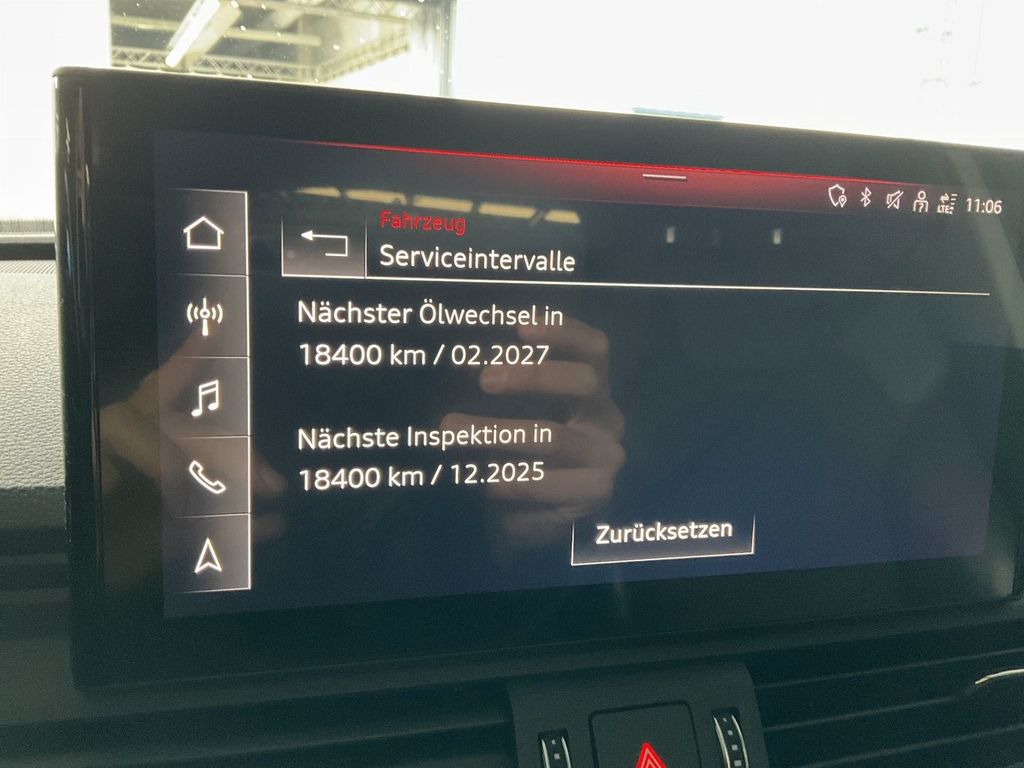 LTE
11:06
Fahrzeug
Serviceintervalle
Nächster Ölwechsel in
18400 km / 02.2027
Nächste Inspektion in
18400 km / 12.2025
Zurücksetzen